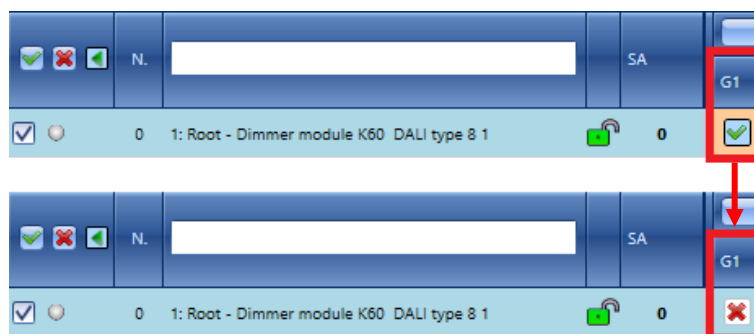 N. SA G1
0 1: Root - Dimmer module K60 DALI type 8 1 0
N. SA G1
0 1: Root - Dimmer module K60 DALI type 8 1 0